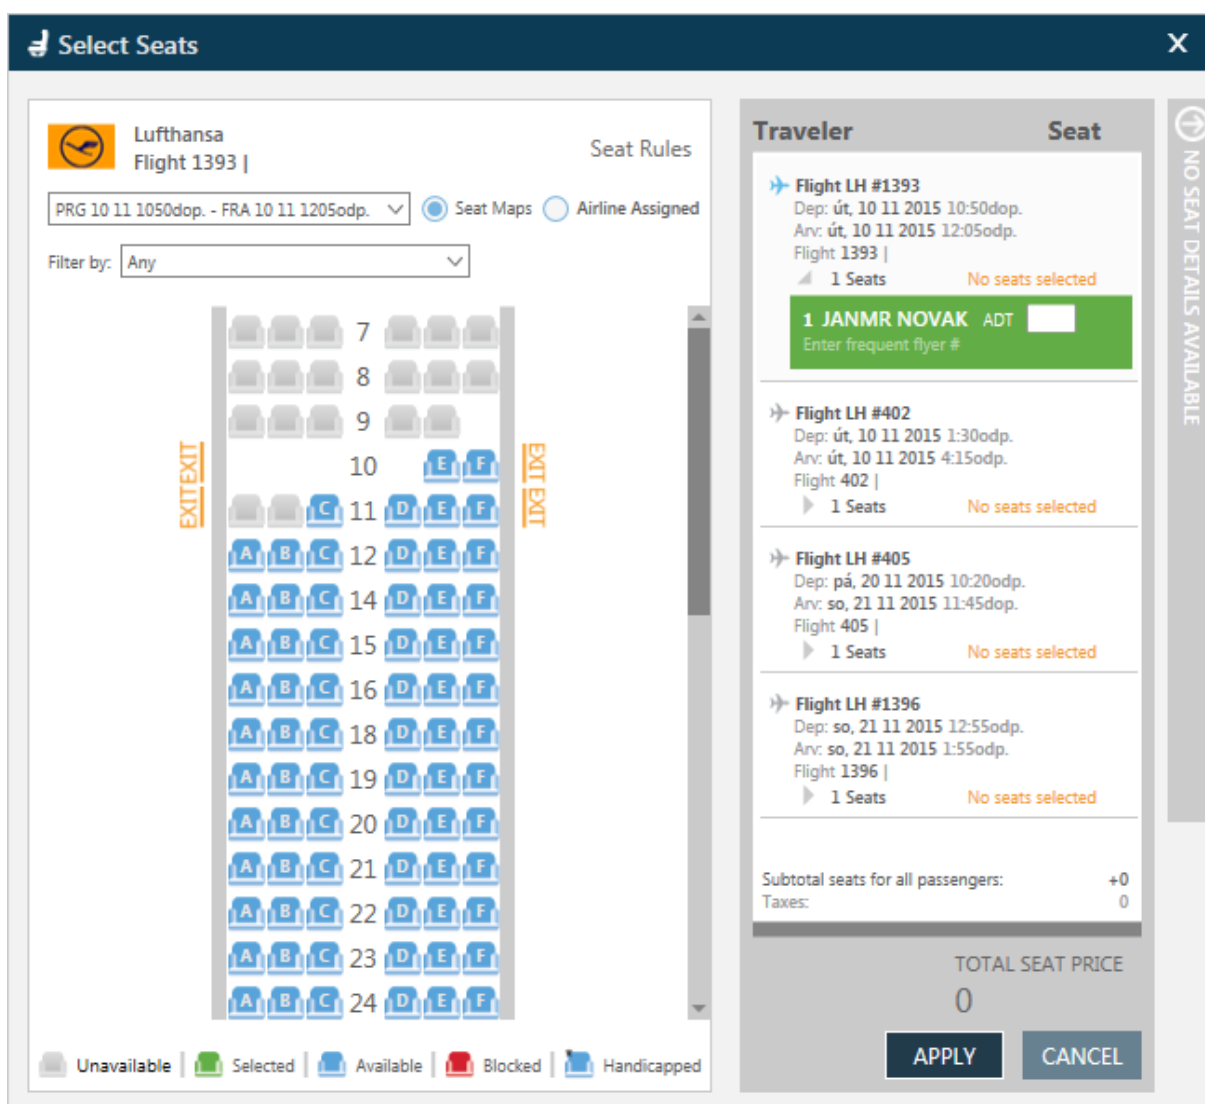 Select Seats X
Lufthansa
Flight 1393 |
Seat Rules
PRG 10 11 1050dop. - FRA 10 11 1205odp.
Seat Maps
Airline Assigned
Filter by: Any
7
8
9
EXIT 10 E F EXIT
EXIT C 11 D E F EXIT
A B C 12 D E F
A B C 14 D E F
A B C 15 D E F
A B C 16 D E F
A B C 18 D E F
A B C 19 D E F
A B C 20 D E F
A B C 21 D E F
A B C 22 D E F
A B C 23 D E F
A B C 24 D E F
Unavailable | Selected | Available | Blocked | Handicapped
Traveler Seat
Flight LH #1393
Dep: út, 10 11 2015 10:50dop.
Arv: út, 10 11 2015 12:05odp.
Flight 1393 |
1 Seats No seats selected
1 JANMR NOVAK ADT
Enter frequent flyer #
Flight LH #402
Dep: út, 10 11 2015 1:30odp.
Arv: út, 10 11 2015 4:15odp.
Flight 402 |
1 Seats No seats selected
Flight LH #405
Dep: pá, 20 11 2015 10:20odp.
Arv: so, 21 11 2015 11:45dop.
Flight 405 |
1 Seats No seats selected
Flight LH #1396
Dep: so, 21 11 2015 12:55odp.
Arv: so, 21 11 2015 1:55odp.
Flight 1396 |
1 Seats No seats selected
Subtotal seats for all passengers: +0
Taxes: 0
TOTAL SEAT PRICE
0
APPLY CANCEL
NO SEAT DETAILS AVAILABLE